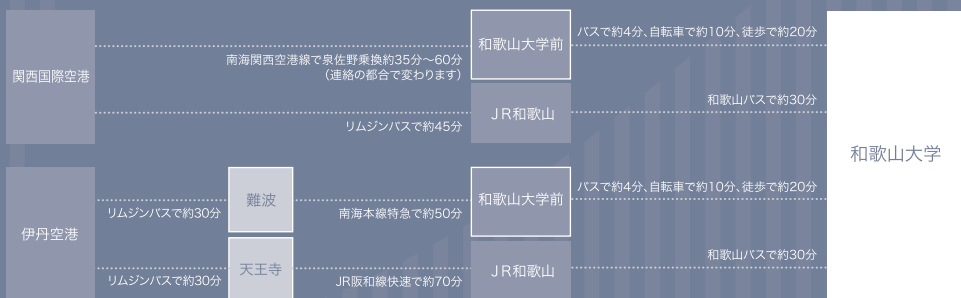 関西国際空港
南海関西空港線で泉佐野乗換約35分〜60分
（連絡の都合で変わります）
和歌山大学前
バスで約4分、自転車で約10分、徒歩で約20分
リムジンバスで約45分
JR和歌山
和歌山バスで約30分
和歌山大学
伊丹空港
リムジンバスで約30分
難波
南海本線特急で約50分
和歌山大学前
バスで約4分、自転車で約10分、徒歩で約20分
リムジンバスで約30分
天王寺
JR阪和線快速で約70分
JR和歌山
和歌山バスで約30分